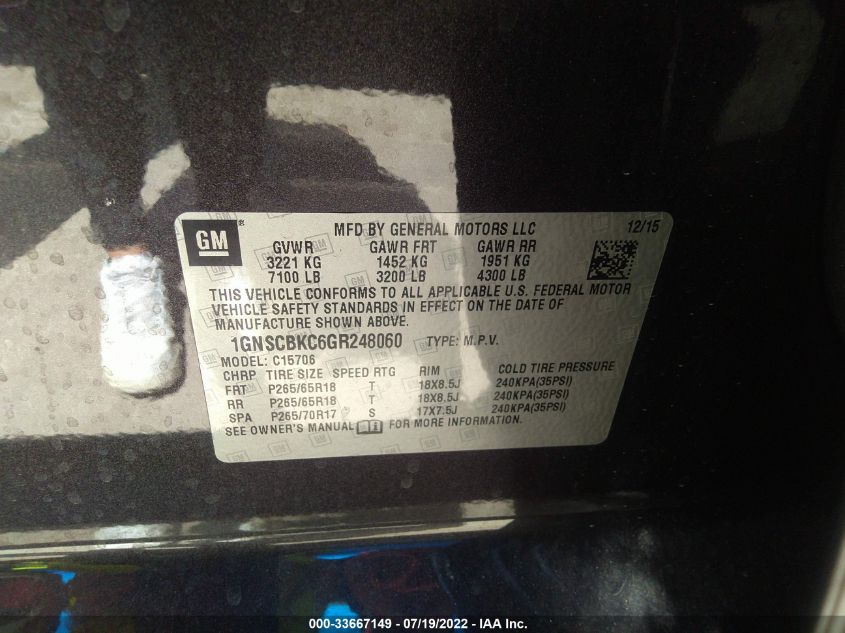 GM ®
MFD BY GENERAL MOTORS LLC 12/15
GVWR GAWR FRT GAWR RR
3221 KG 1452 KG 1951 KG
7100 LB 3200 LB 4300 LB
THIS VEHICLE CONFORMS TO ALL APPLICABLE U.S. FEDERAL MOTOR
VEHICLE SAFETY STANDARDS IN EFFECT ON THE DATE OF
MANUFACTURE SHOWN ABOVE.
1GNSCBKC6GR248060 TYPE: M.P.V.
MODEL: C15706
CHRP TIRE SIZE SPEED RTG RIM COLD TIRE PRESSURE
FRT P265/65R18 T 18X8.5J 240KPA(35PSI)
RR P265/65R18 T 18X8.5J 240KPA(35PSI)
SPA P265/70R17 S 17X7.5J 240KPA(35PSI)
SEE OWNER'S MANUAL FOR MORE INFORMATION.
000-33667149 - 07/19/2022 - IAA Inc.